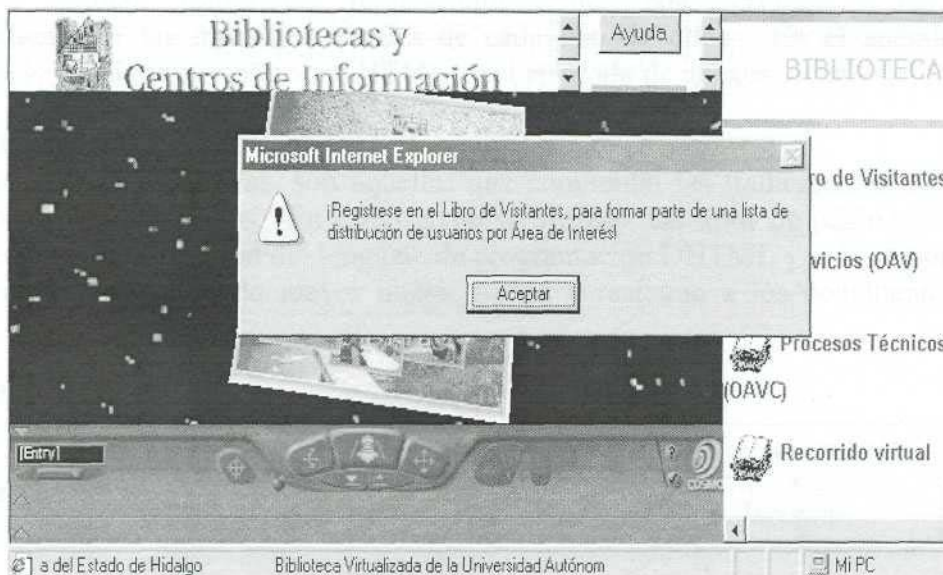 Bibliotecas y
Centros de Información
Ayuda
BIBLIOTECA
Microsoft Internet Explorer
¡Registrese en el Libro de Visitantes, para formar parte de una lista de
distribución de usuarios por Área de Interés!
Aceptar
ro de Visitantes
vicios (OAV)
Procesos Técnicos
(OAVC)
Recorrido virtual
[Entry]
?
COSMO
a del Estado de Hidalgo
Biblioteca Virtualizada de la Universidad Autónom
Mi PC